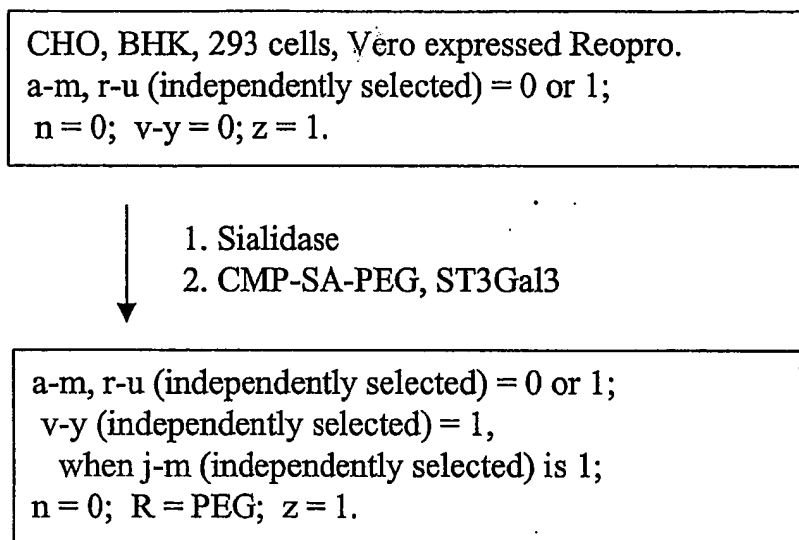 CHO, BHK, 293 cells, Vero expressed Reopro.
a-m, r-u (independently selected) = 0 or 1;
n = 0; v-y = 0; z = 1.
1. Sialidase
2. CMP-SA-PEG, ST3Gal3
a-m, r-u (independently selected) = 0 or 1;
v-y (independently selected) = 1,
when j-m (independently selected) is 1;
n = 0; R = PEG; z = 1.